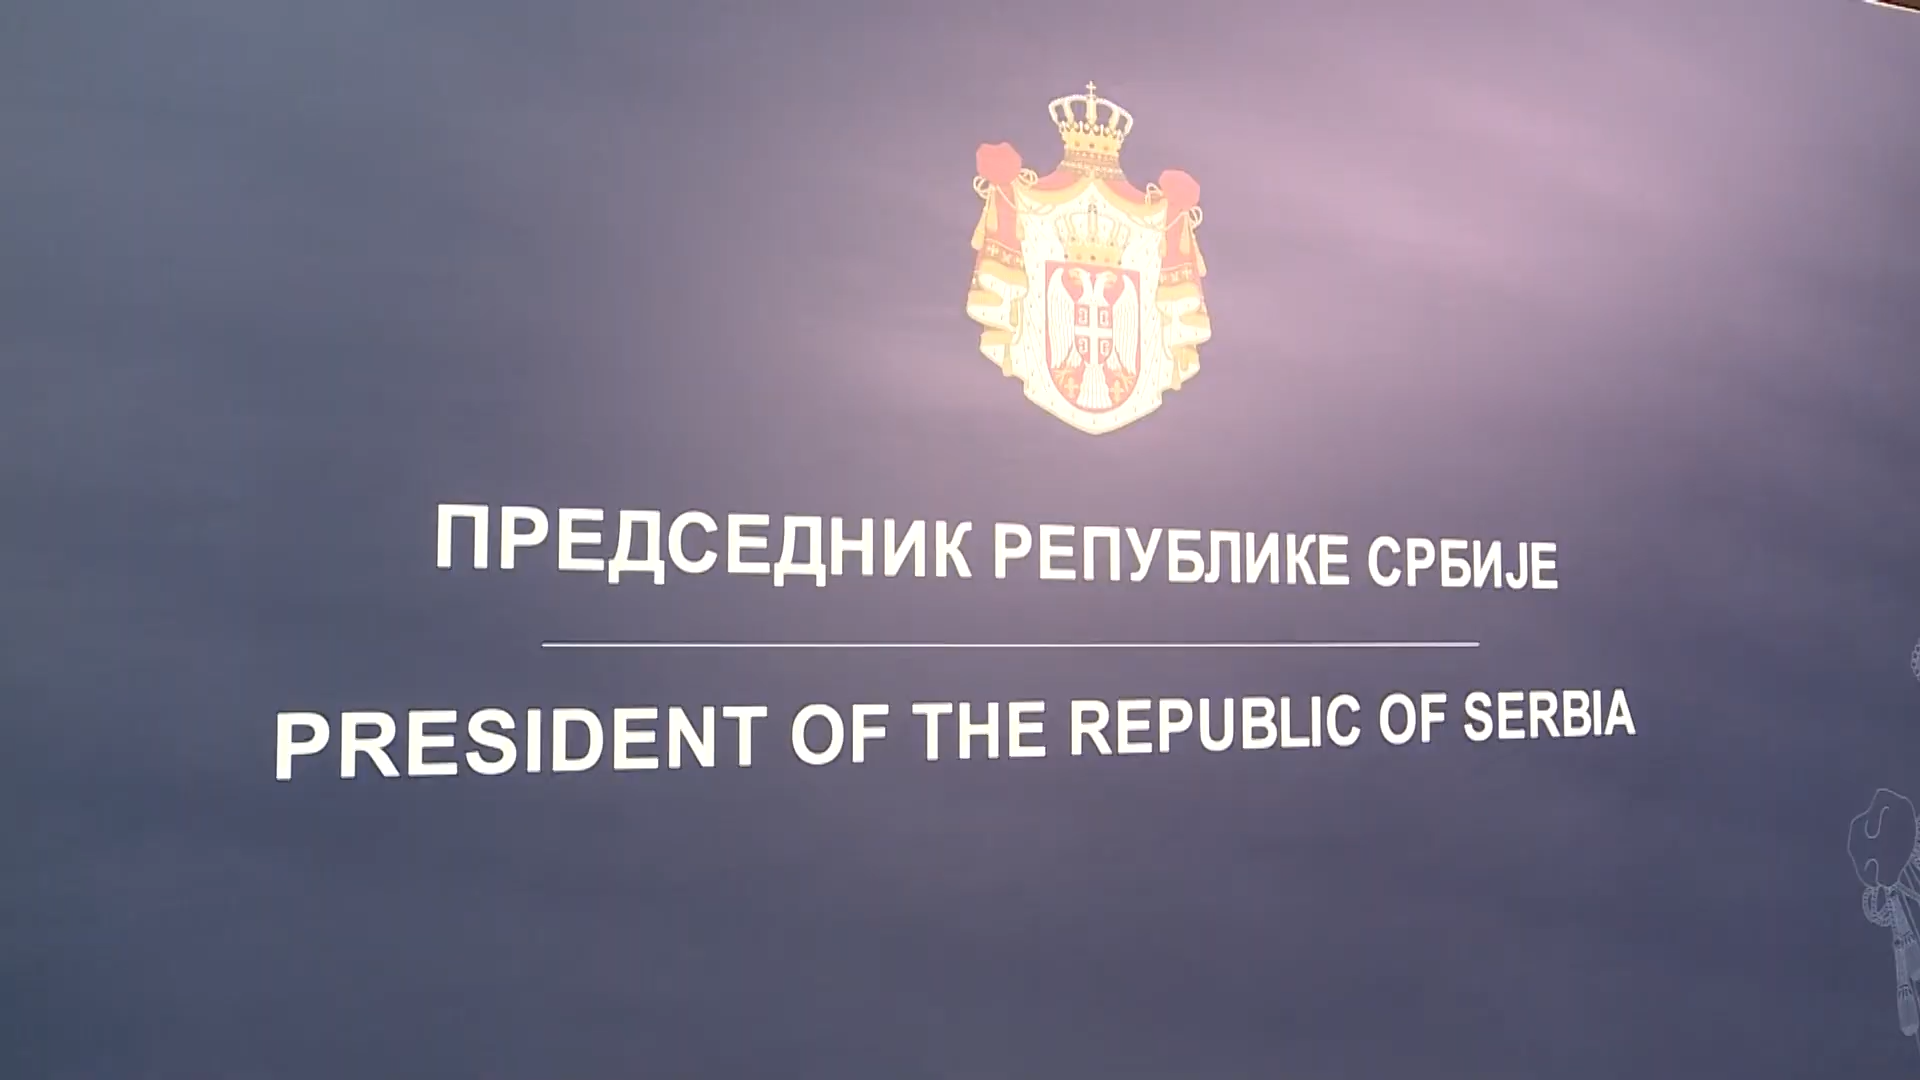 ПРЕДСЕДНИК РЕПУБЛИКЕ СРБИЈЕ
PRESIDENT OF THE REPUBLIC OF SERBIA